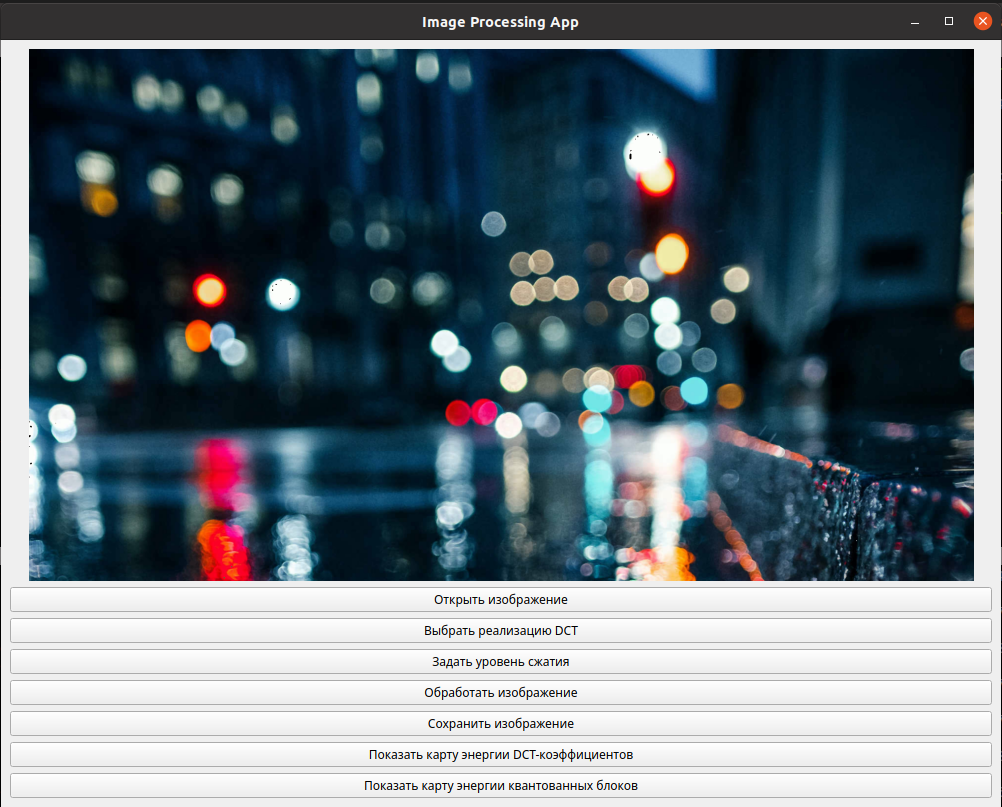 Image Processing App
Открыть изображение
Выбрать реализацию DCT
Задать уровень сжатия
Обработать изображение
Сохранить изображение
Показать карту энергии DCT-коэффициентов
Показать карту энергии квантованных блоков